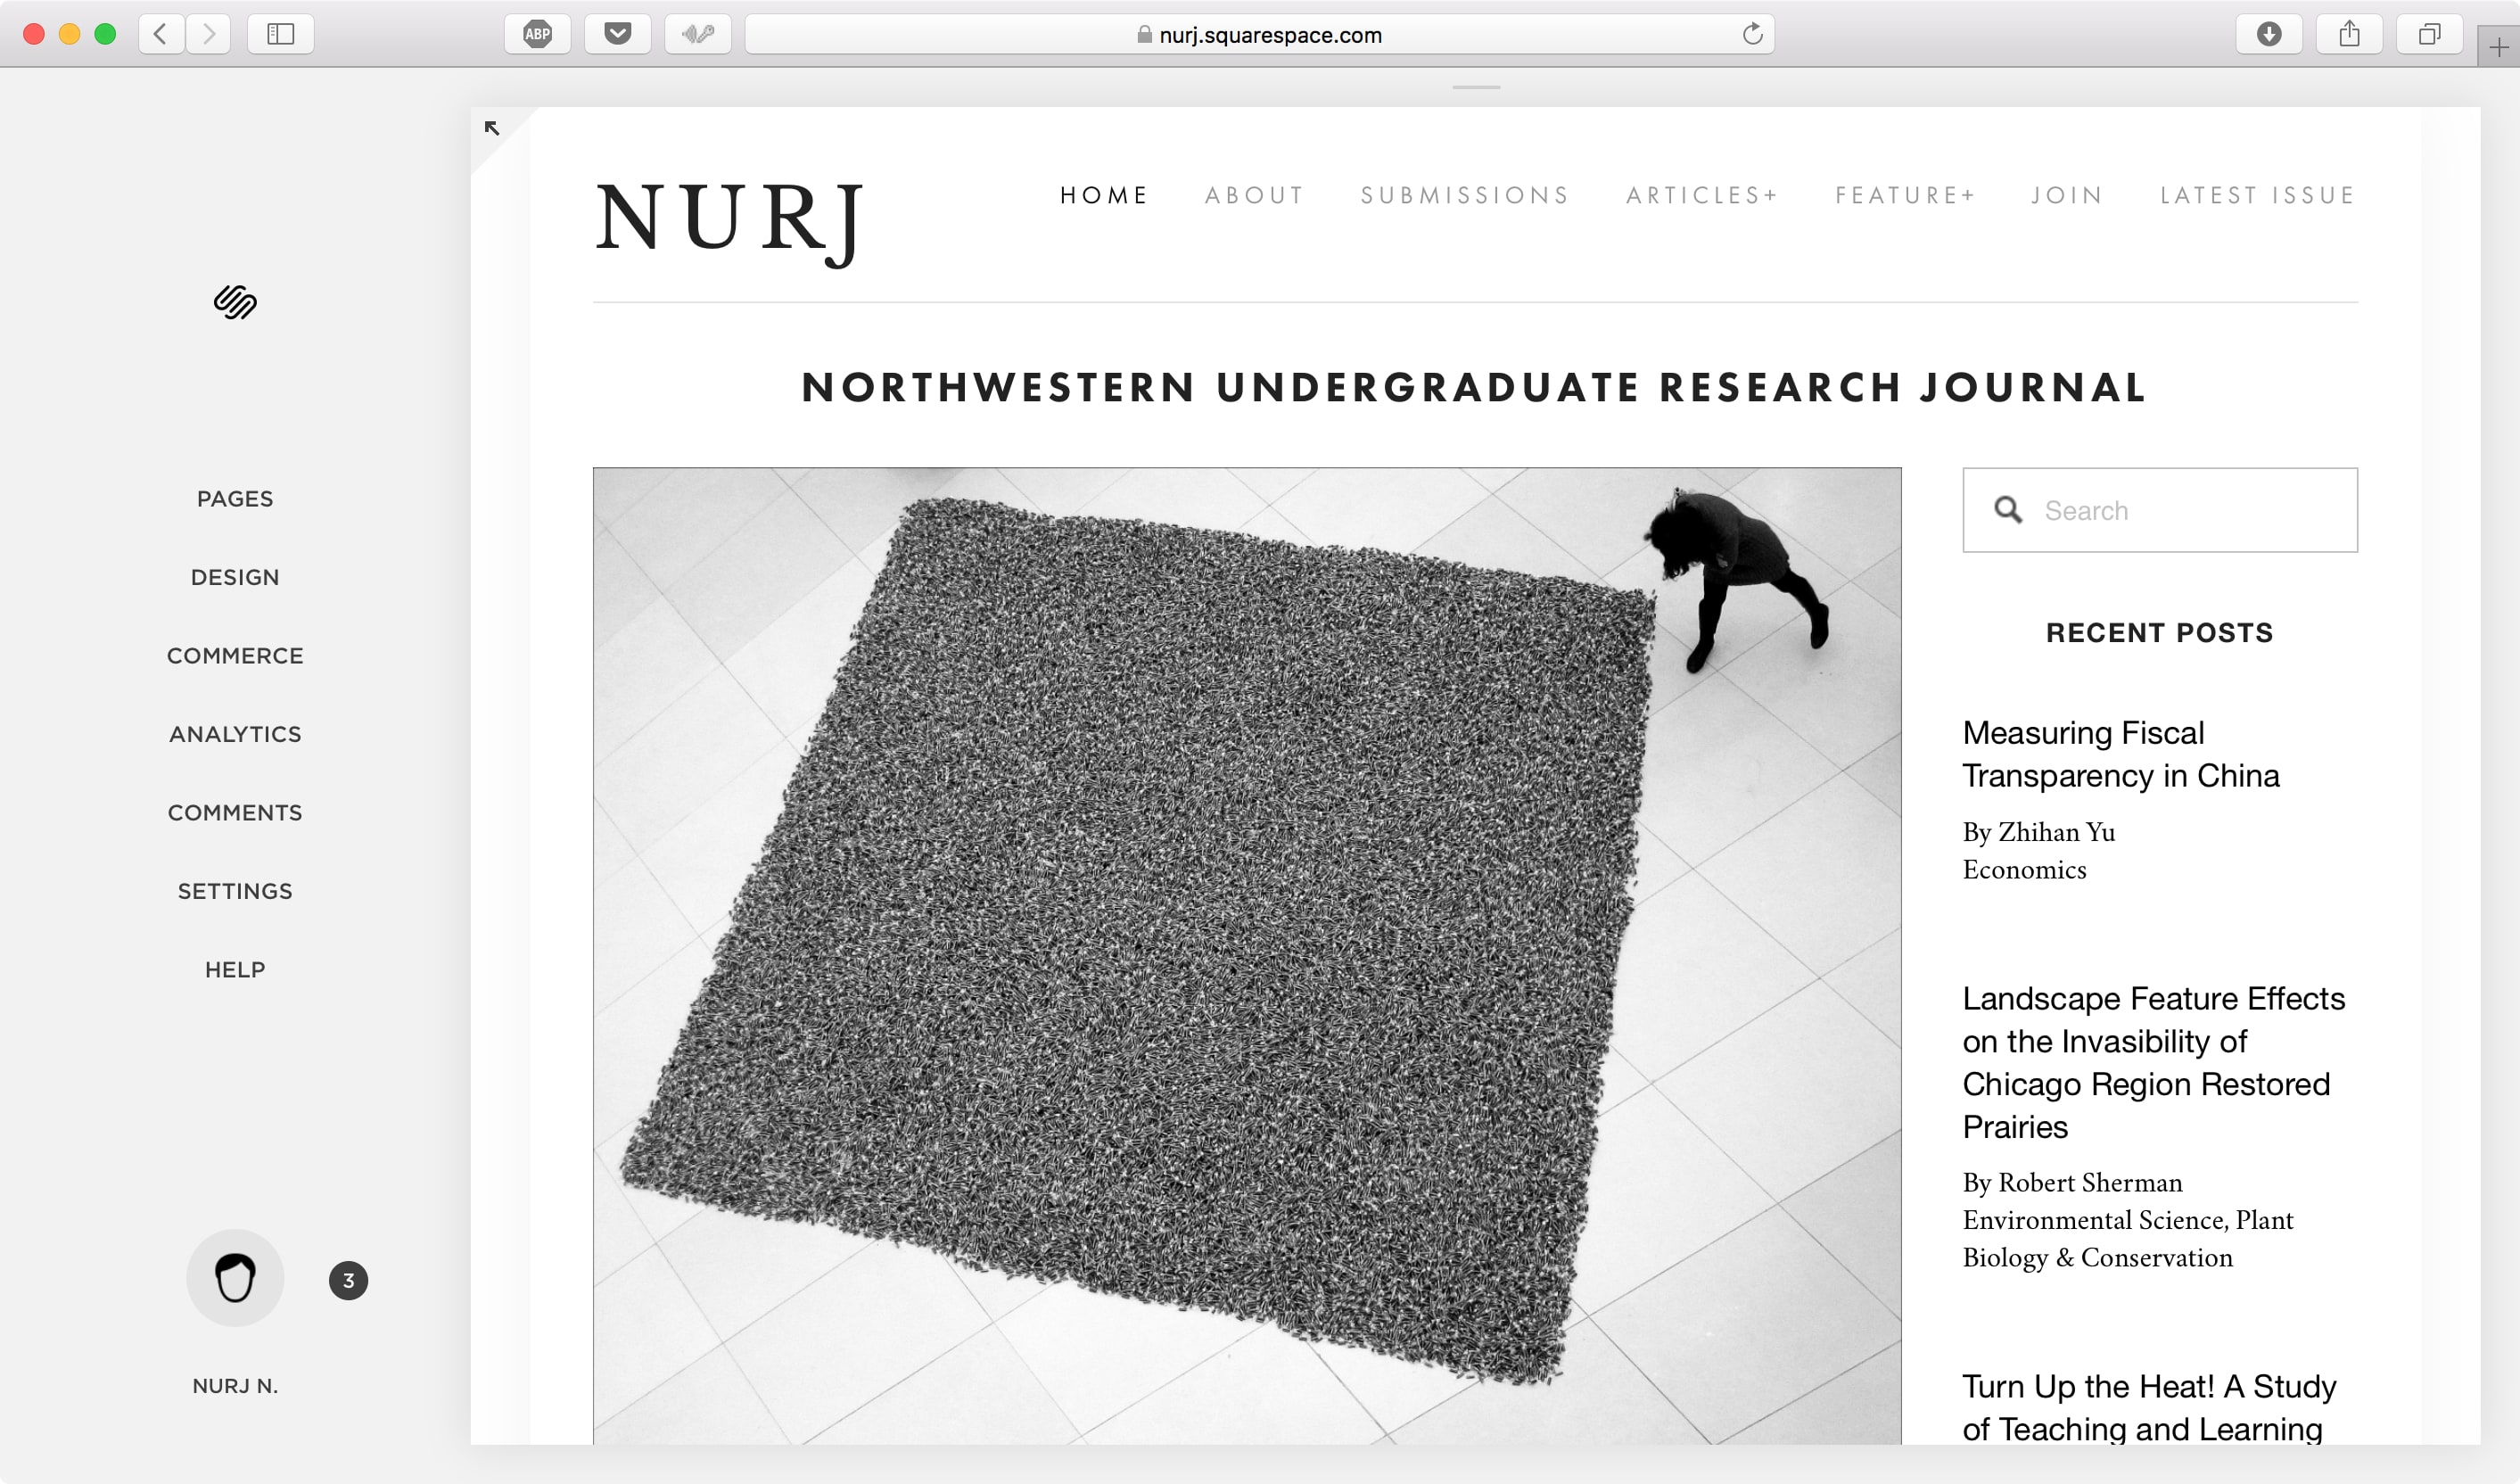 ABP
nurj.squarespace.com
NURJ
HOME ABOUT SUBMISSIONS ARTICLES+ FEATURE+ JOIN LATEST ISSUE
NORTHWESTERN UNDERGRADUATE RESEARCH JOURNAL
PAGES
DESIGN
COMMERCE
ANALYTICS
COMMENTS
SETTINGS
HELP
3
NURJ N.
Search
RECENT POSTS
Measuring Fiscal
Transparency in China
By Zhihan Yu
Economics
Landscape Feature Effects
on the Invasibility of
Chicago Region Restored
Prairies
By Robert Sherman
Environmental Science, Plant
Biology & Conservation
Turn Up the Heat! A Study
of Teaching and Learning